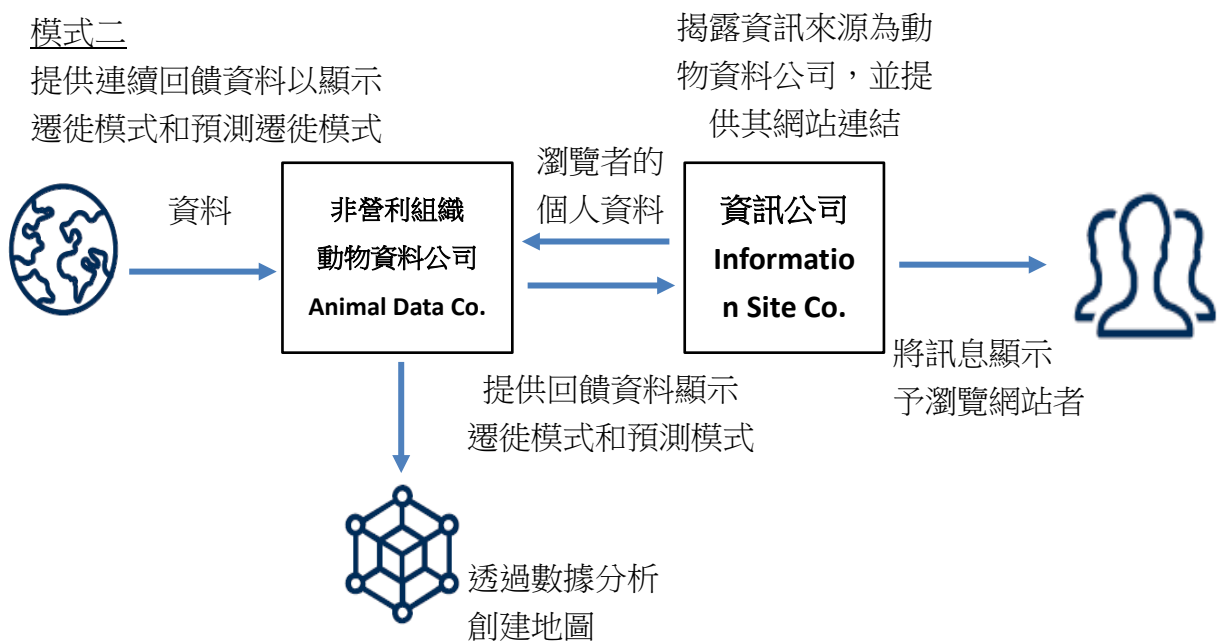 模式二
提供連續回饋資料以顯示
遷徙模式和預測遷徙模式
揭露資訊來源為動
物資料公司，並提
供其網站連結
資料
非營利組織
動物資料公司
Animal Data Co.
瀏覽者的
個人資料
資訊公司
Informatio
n Site Co.
將訊息顯示
予瀏覽網站者
提供回饋資料顯示
遷徙模式和預測模式
透過數據分析
創建地圖